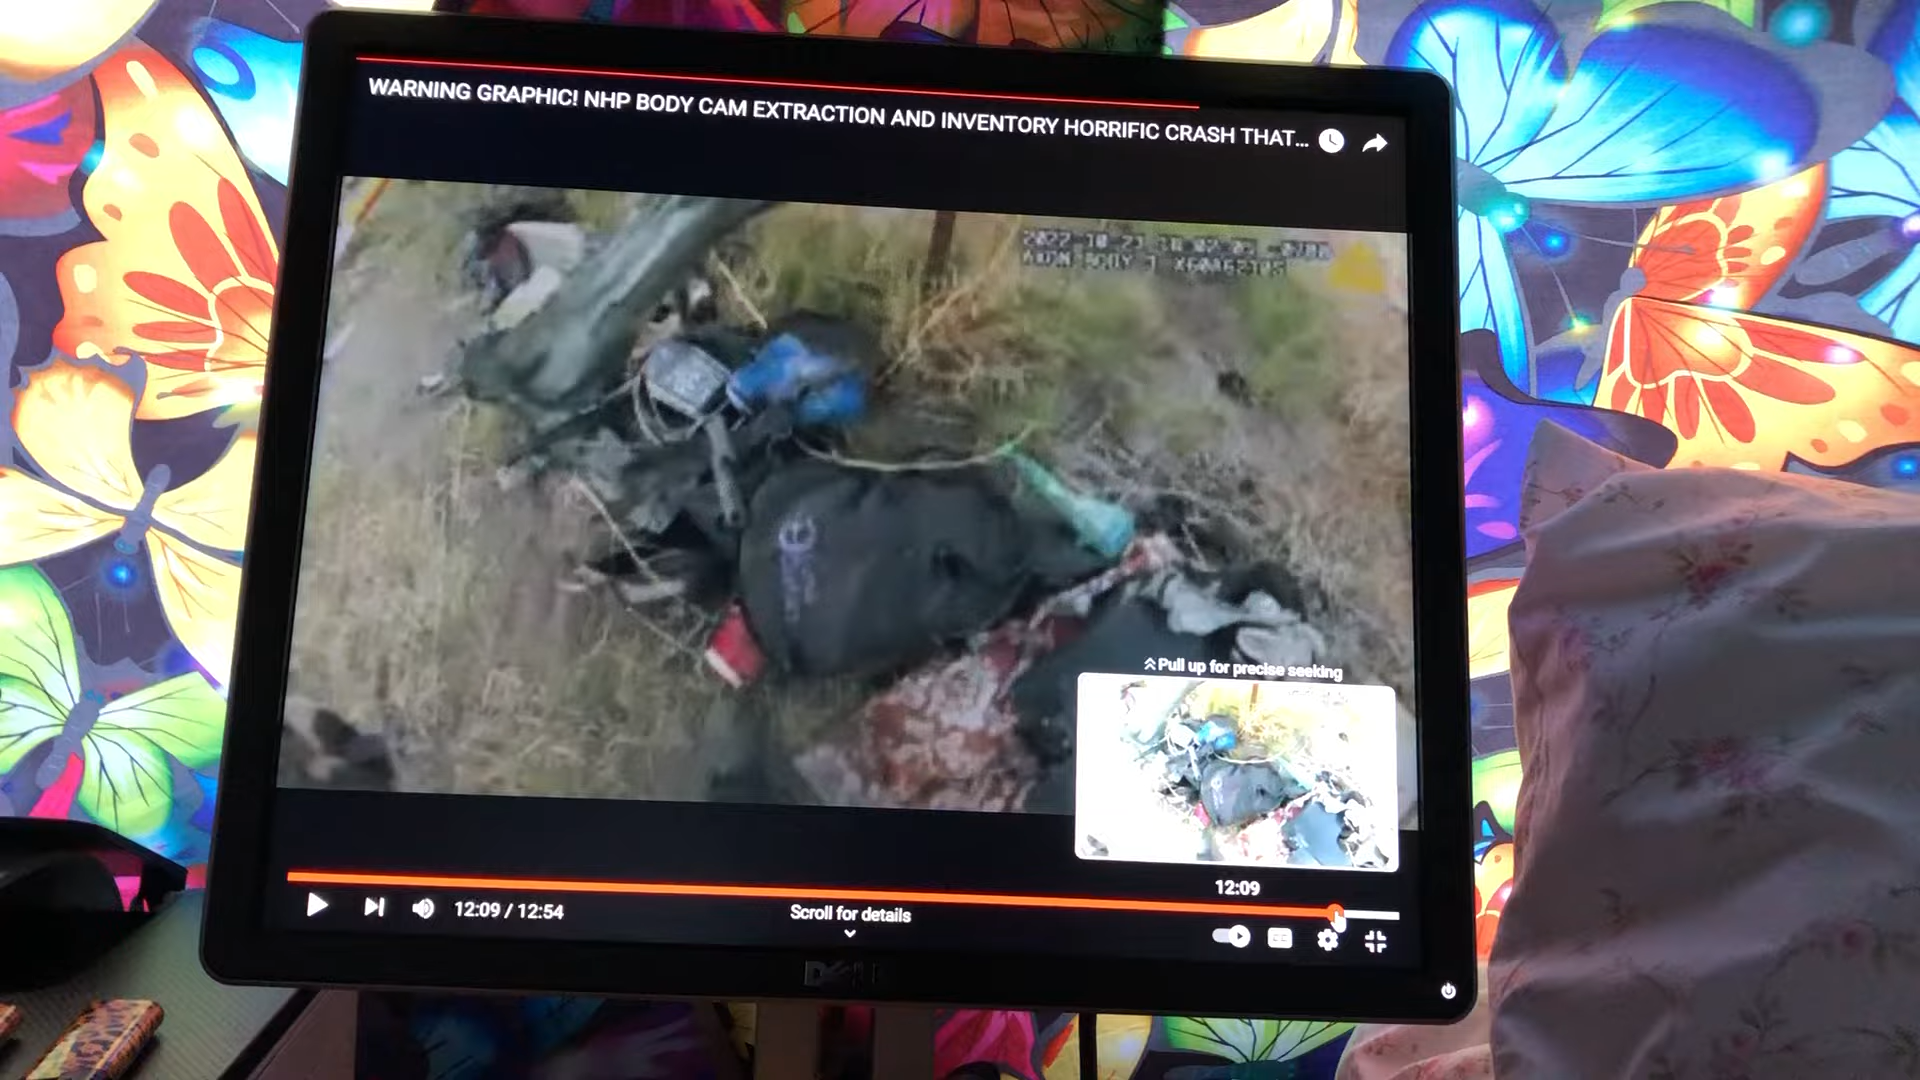 WARNING GRAPHIC! NHP BODY CAM EXTRACTION AND INVENTORY HORRIFIC CRASH THAT...
Pull up for precise seeking
12:09
12:09 / 12:54
Scroll for details
DELL